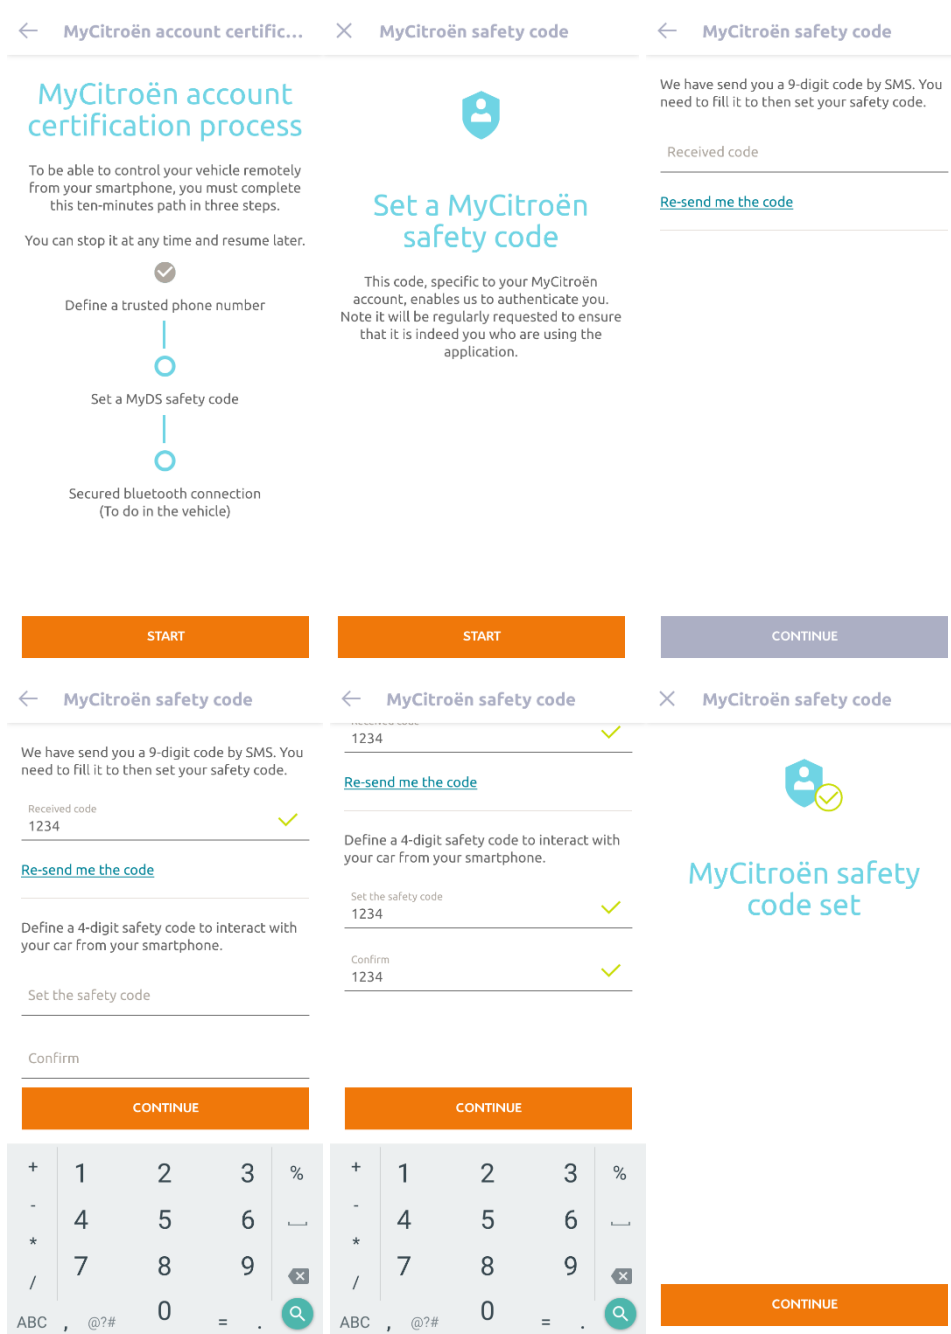 MyCitroën account certific...
MyCitroën account
certification process
To be able to control your vehicle remotely
from your smartphone, you must complete
this ten-minutes path in three steps.
You can stop it at any time and resume later.
Define a trusted phone number
Set a MyDS safety code
Secured bluetooth connection
(To do in the vehicle)
START
MyCitroën safety code
Set a MyCitroën
safety code
This code, specific to your MyCitroën
account, enables us to authenticate you.
Note it will be regularly requested to ensure
that it is indeed you who are using the
application.
START
MyCitroën safety code
We have send you a 9-digit code by SMS. You
need to fill it to then set your safety code.
Received code
Re-send me the code
CONTINUE
MyCitroën safety code
We have send you a 9-digit code by SMS. You
need to fill it to then set your safety code.
Received code
1234
Re-send me the code
Define a 4-digit safety code to interact with
your car from your smartphone.
Set the safety code
Confirm
CONTINUE
+ 1 2 3 %
- 4 5 6
* 7 8 9
/
ABC , @?# 0 = .
MyCitroën safety code
Received code
1234
Re-send me the code
Define a 4-digit safety code to interact with
your car from your smartphone.
Set the safety code
1234
Confirm
1234
CONTINUE
+ 1 2 3 %
- 4 5 6
* 7 8 9
/
ABC , @?# 0 = .
MyCitroën safety code
MyCitroën safety
code set
CONTINUE